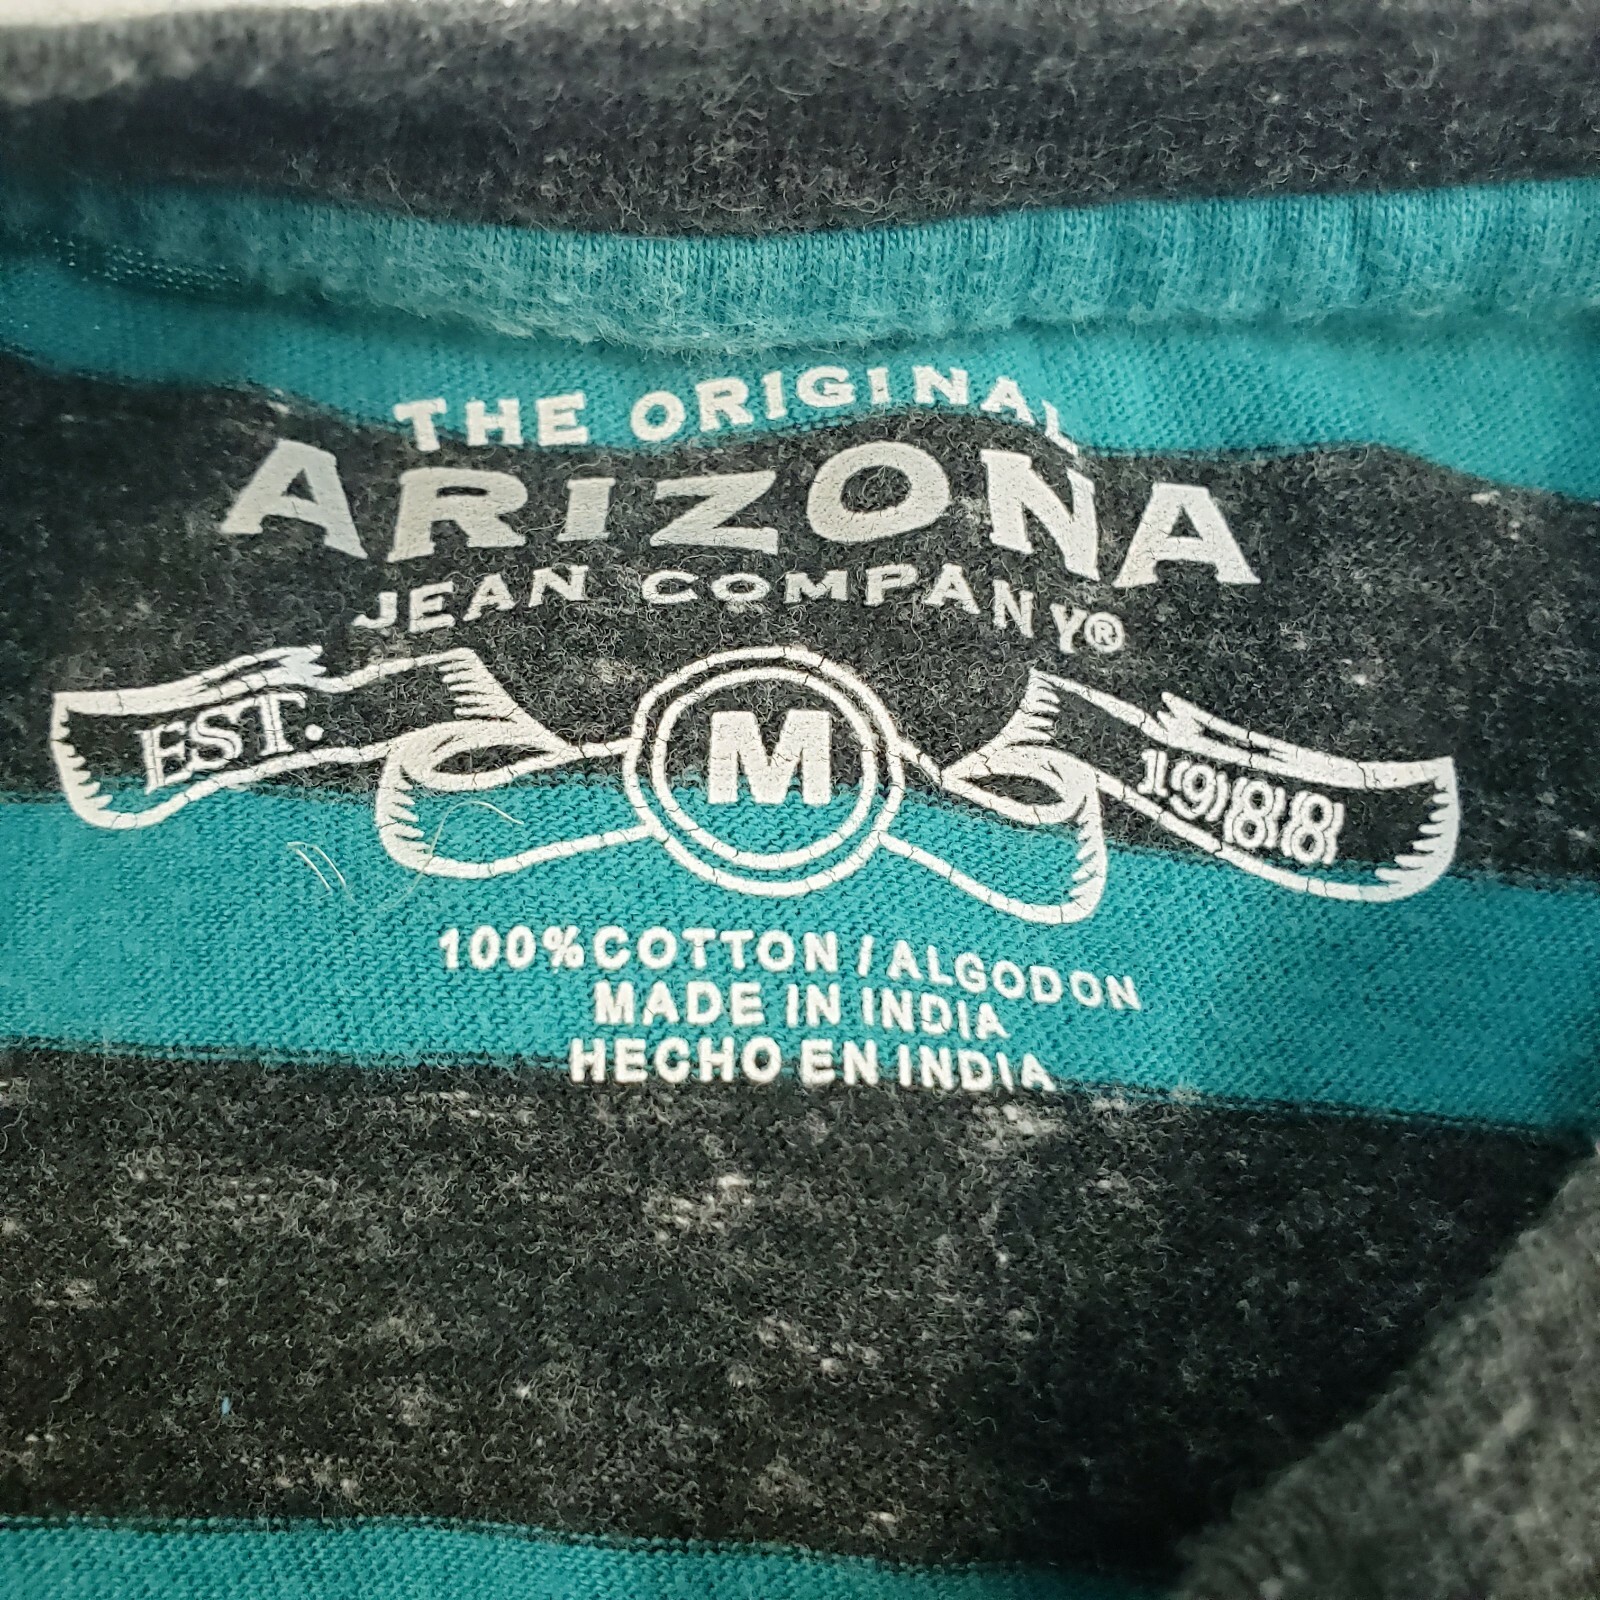 THE ORIGINAL
ARIZONA
JEAN COMPANY®
EST. M 1988
100% COTTON / ALGODON
MADE IN INDIA
HECHO EN INDIA